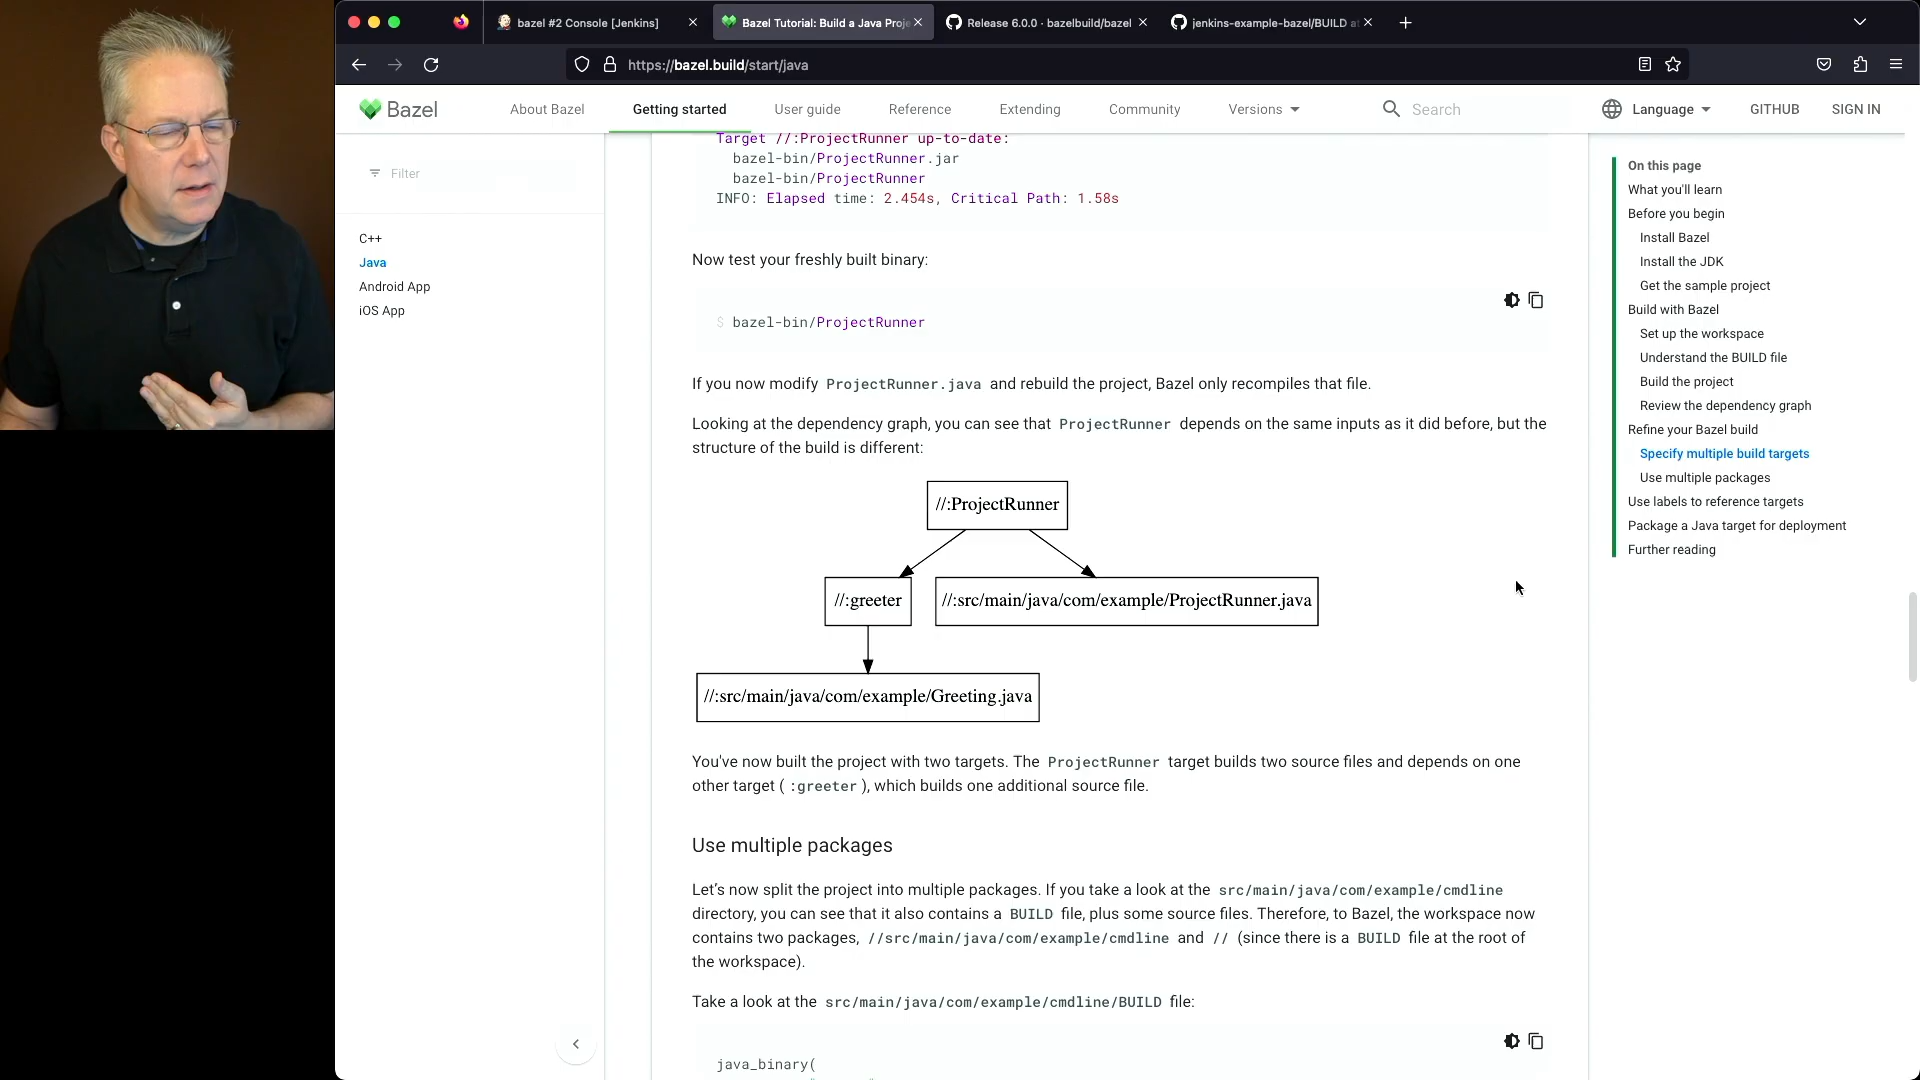 bazel #2 Console [Jenkins]
Bazel Tutorial: Build a Java Proje
Release 6.0.0 · bazelbuild/bazel
jenkins-example-bazel/BUILD at
https://bazel.build/start/java
Bazel
About Bazel
Getting started
User guide
Reference
Extending
Community
Versions
Search
Language
GITHUB
SIGN IN
Filter
C++
Java
Android App
iOS App
Target //:ProjectRunner up-to-date:
bazel-bin/ProjectRunner.jar
bazel-bin/ProjectRunner
INFO: Elapsed time: 2.454s, Critical Path: 1.58s
Now test your freshly built binary:
$ bazel-bin/ProjectRunner
If you now modify ProjectRunner.java and rebuild the project, Bazel only recompiles that file.
Looking at the dependency graph, you can see that ProjectRunner depends on the same inputs as it did before, but the
structure of the build is different:
//:ProjectRunner
//:greeter
//:src/main/java/com/example/ProjectRunner.java
//:src/main/java/com/example/Greeting.java
You've now built the project with two targets. The ProjectRunner target builds two source files and depends on one
other target ( :greeter ), which builds one additional source file.
Use multiple packages
Let's now split the project into multiple packages. If you take a look at the src/main/java/com/example/cmdline
directory, you can see that it also contains a BUILD file, plus some source files. Therefore, to Bazel, the workspace now
contains two packages, //src/main/java/com/example/cmdline and // (since there is a BUILD file at the root of
the workspace).
Take a look at the src/main/java/com/example/cmdline/BUILD file:
java_binary(
On this page
What you'll learn
Before you begin
Install Bazel
Install the JDK
Get the sample project
Build with Bazel
Set up the workspace
Understand the BUILD file
Build the project
Review the dependency graph
Refine your Bazel build
Specify multiple build targets
Use multiple packages
Use labels to reference targets
Package a Java target for deployment
Further reading